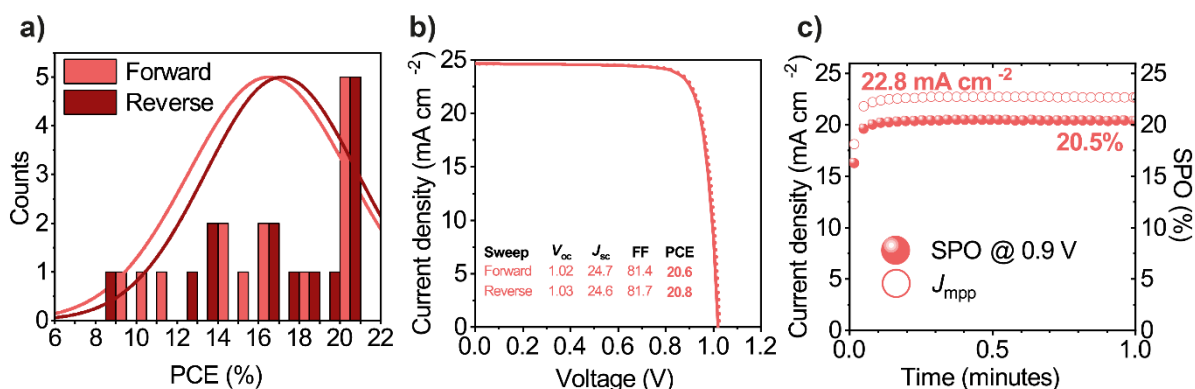 a)
Forward
Reverse
Counts
5
4
3
2
1
0
6 8 10 12 14 16 18 20 22
PCE (%)
b)
Current density (mA cm⁻²)
25
20
15
10
5
0
Sweep Voc Jsc FF PCE
Forward 1.02 24.7 81.4 20.6
Reverse 1.03 24.6 81.7 20.8
0.0 0.2 0.4 0.6 0.8 1.0 1.2
Voltage (V)
c)
Current density (mA cm⁻²)
25
20
15
10
5
0
22.8 mA cm⁻²
20.5%
SPO @ 0.9 V
Jmpp
0.0 0.5 1.0
Time (minutes)
25
20
15
10
5
0
SPO (%)